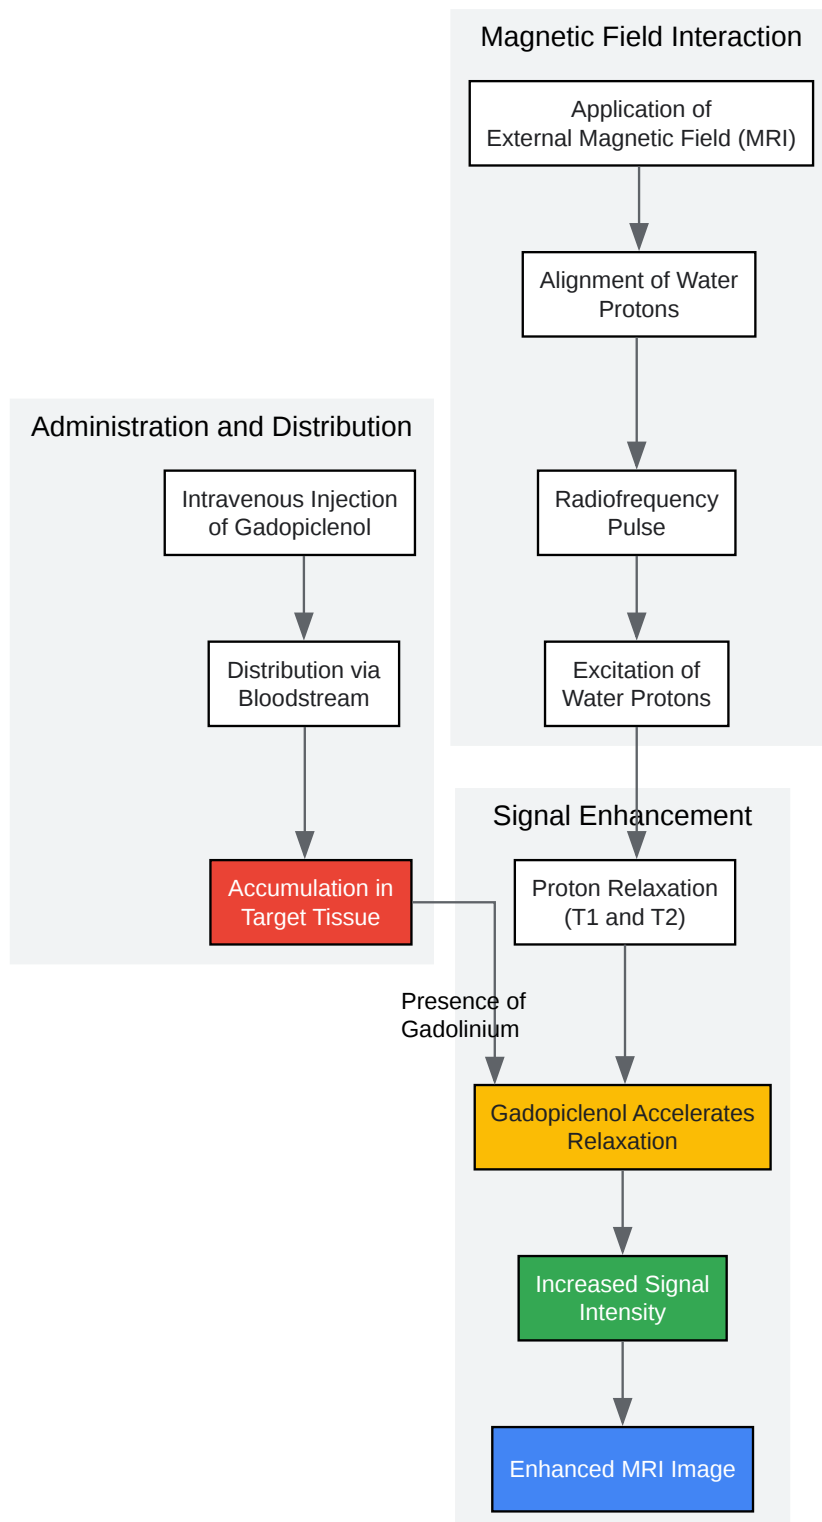 Magnetic Field Interaction
Application of
External Magnetic Field (MRI)
Alignment of Water
Protons
Radiofrequency
Pulse
Excitation of
Water Protons
Administration and Distribution
Intravenous Injection
of Gadopiclenol
Distribution via
Bloodstream
Accumulation in
Target Tissue
Presence of
Gadolinium
Signal Enhancement
Proton Relaxation
(T1 and T2)
Gadopiclenol Accelerates
Relaxation
Increased Signal
Intensity
Enhanced MRI Image